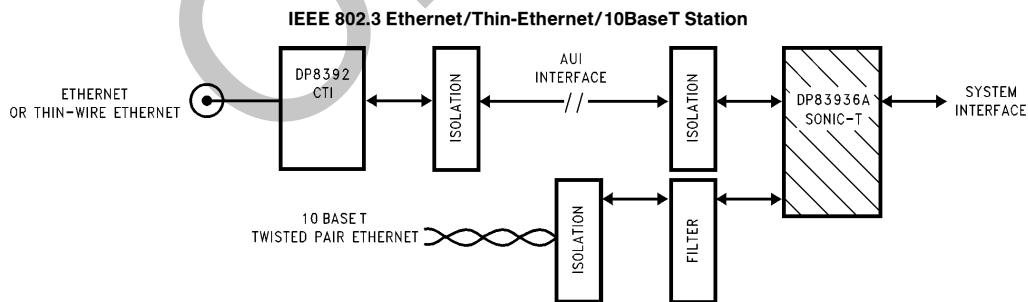 IEEE 802.3 Ethernet/Thin-Ethernet/10BaseT Station
ETHERNET
OR THIN-WIRE ETHERNET
DP8392
CTI
ISOLATION
AUI
INTERFACE
ISOLATION
DP83936A
SONIC-T
SYSTEM
INTERFACE
10 BASE T
TWISTED PAIR ETHERNET
ISOLATION
FILTER